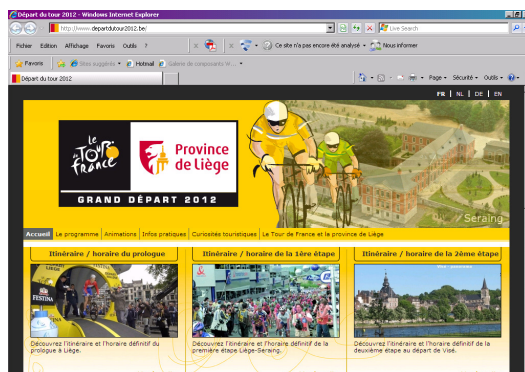 Départ du tour 2012 - Windows Internet Explorer
http://www.departdutour2012.be/
Live Search
Fichier Edition Affichage Favoris Outils ?
Ce site n'a pas encore été analysé
Nous informer
Favoris Sites suggérés Hotmail Galerie de composants W...
Départ du tour 2012
Page Sécurité Outils
FR | NL | DE | EN
Le TOUR de FRANCE
Province de Liège
GRAND DÉPART 2012
Seraing
Accueil Le programme Animations Infos pratiques Curiosités touristiques Le Tour de France et la province de Liège
Itinéraire / horaire du prologue
Itinéraire / horaire de la 1ère étape
Itinéraire / horaire de la 2ème étape
FESTINA
FESTINA
Découvrez l'itinéraire et l'horaire définitif du prologue à Liège.
Découvrez l'itinéraire et l'horaire définitif de la première étape Liège-Seraing.
Découvrez l'itinéraire et l'horaire définitif de la deuxième étape au départ de Visé.